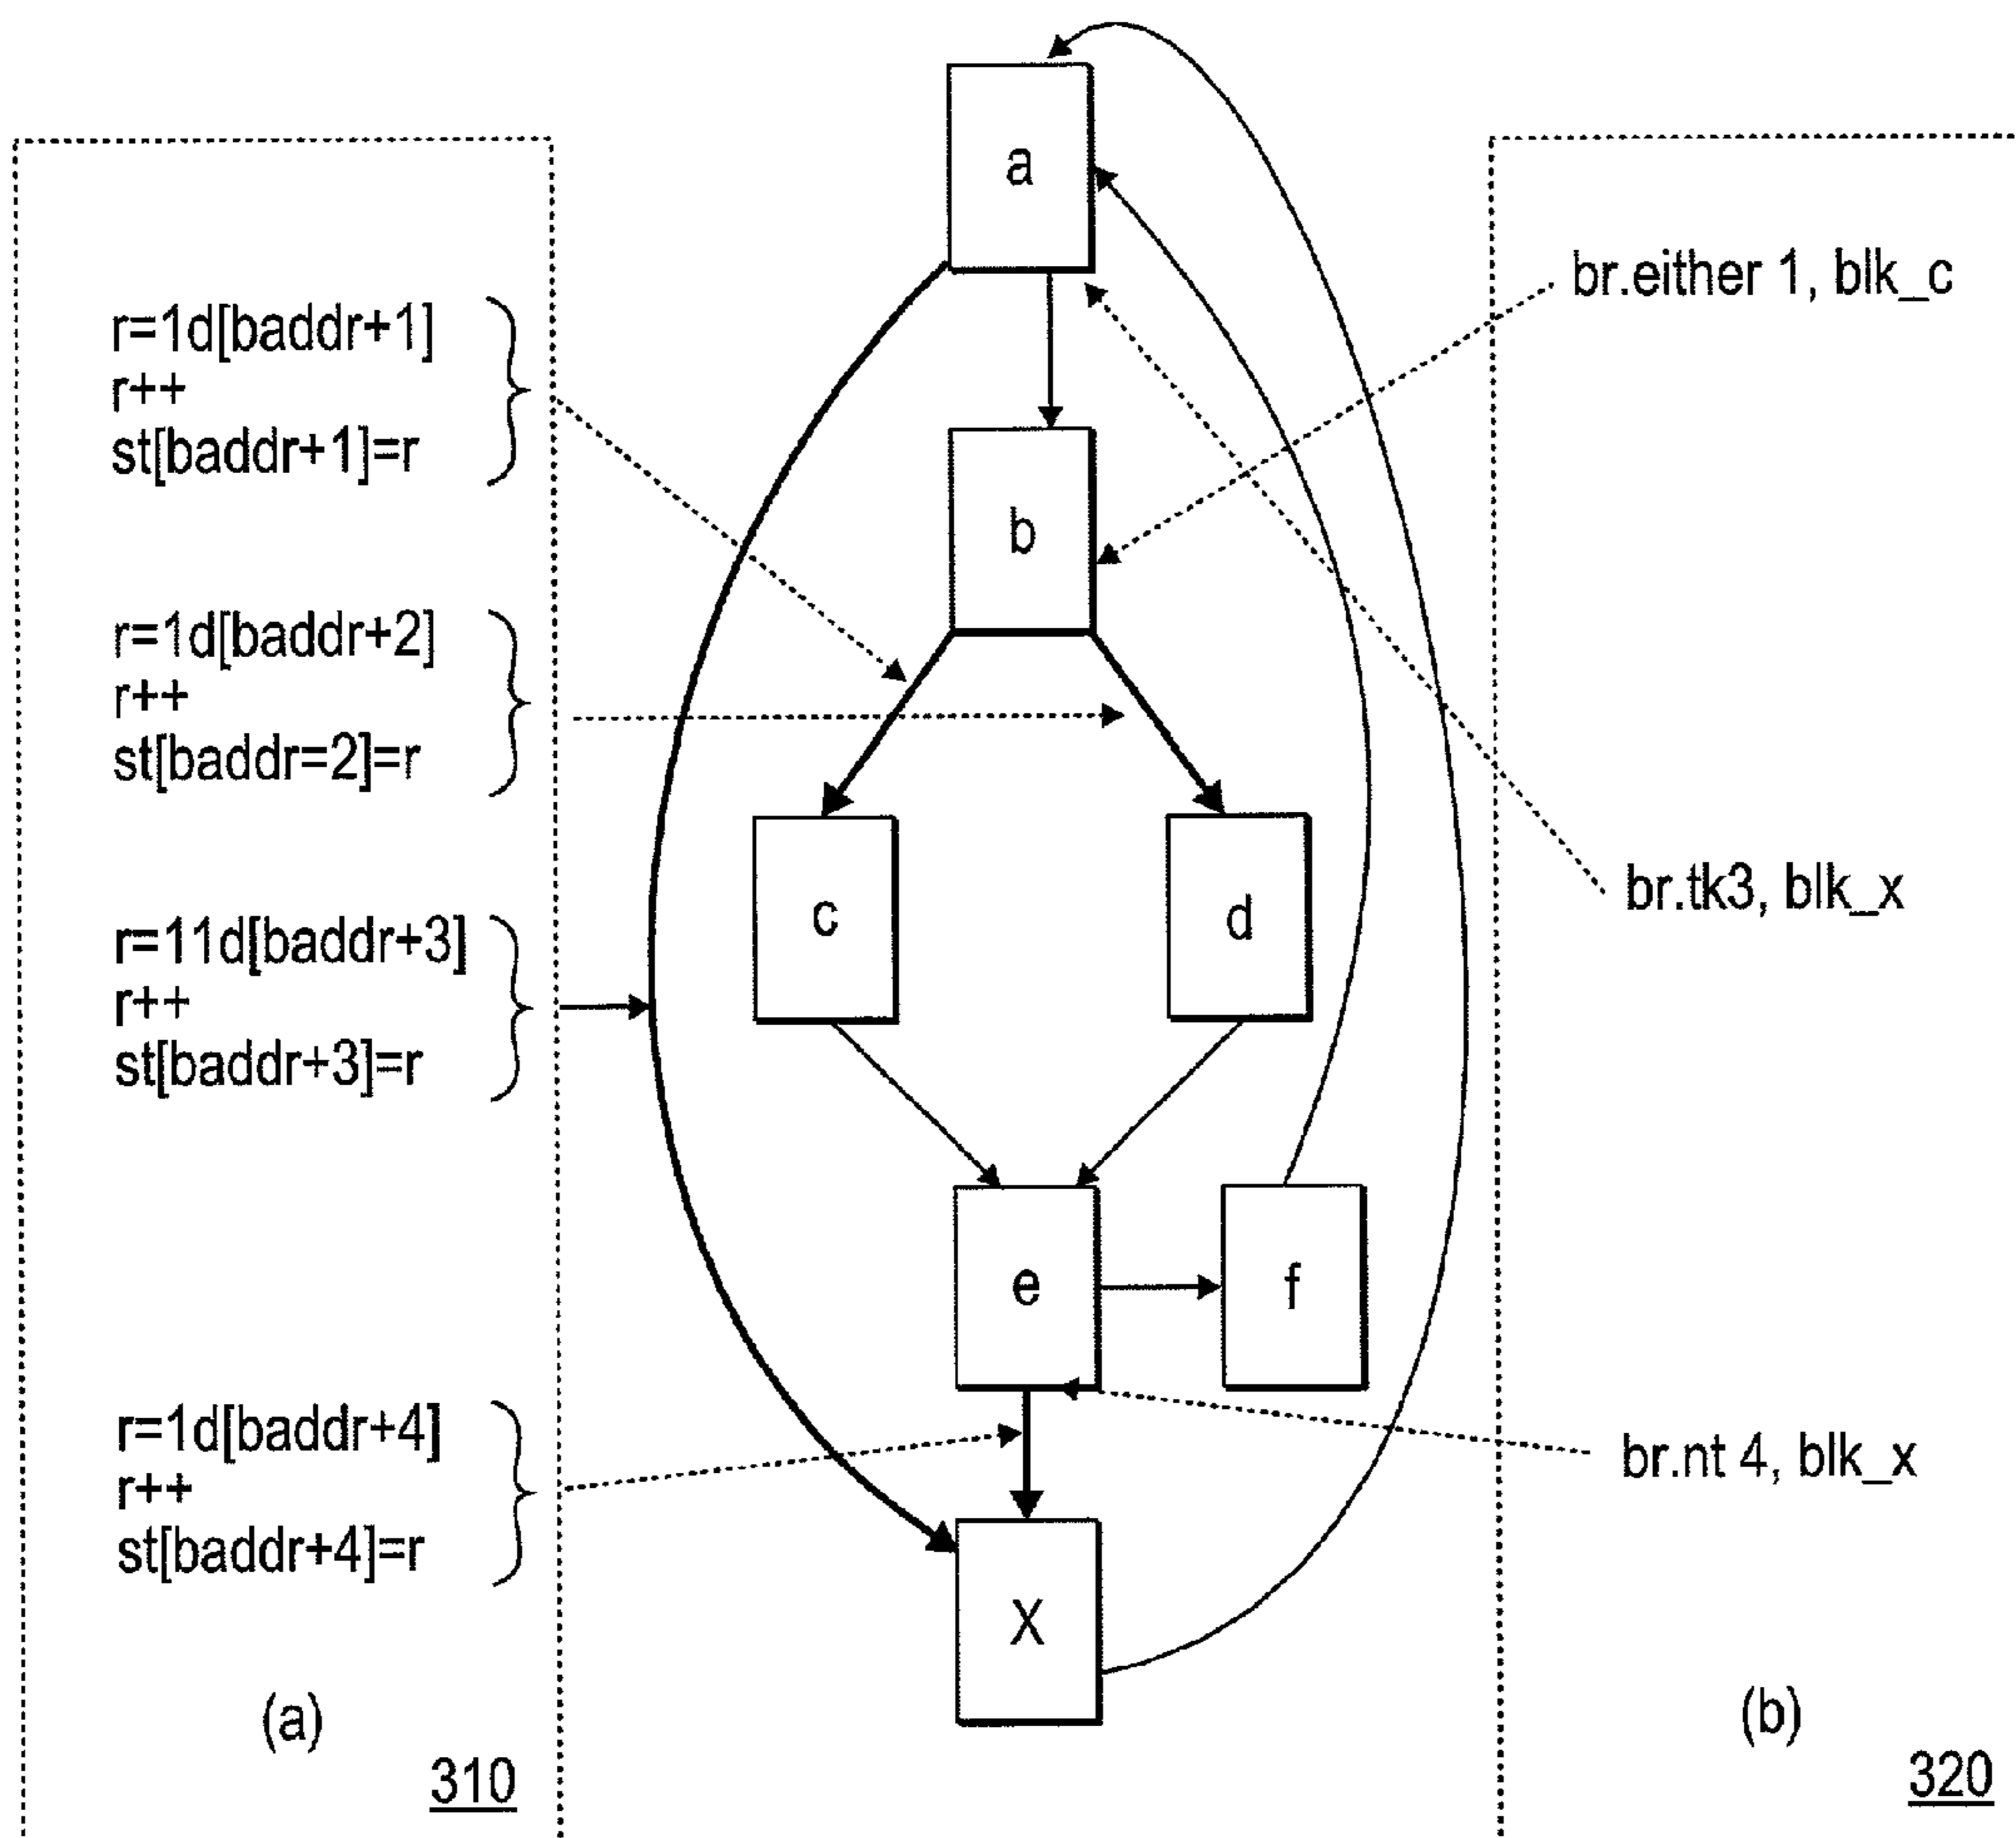 a
br.either 1, blk_c
r=1d[baddr+1]
r++
st[baddr+1]=r
b
r=1d[baddr+2]
r++
st[baddr=2]=r
c
d
br.tk3, blk_x
r=11d[baddr+3]
r++
st[baddr+3]=r
e
f
r=1d[baddr+4]
r++
st[baddr+4]=r
br.nt 4, blk_x
X
(a)
310
(b)
320